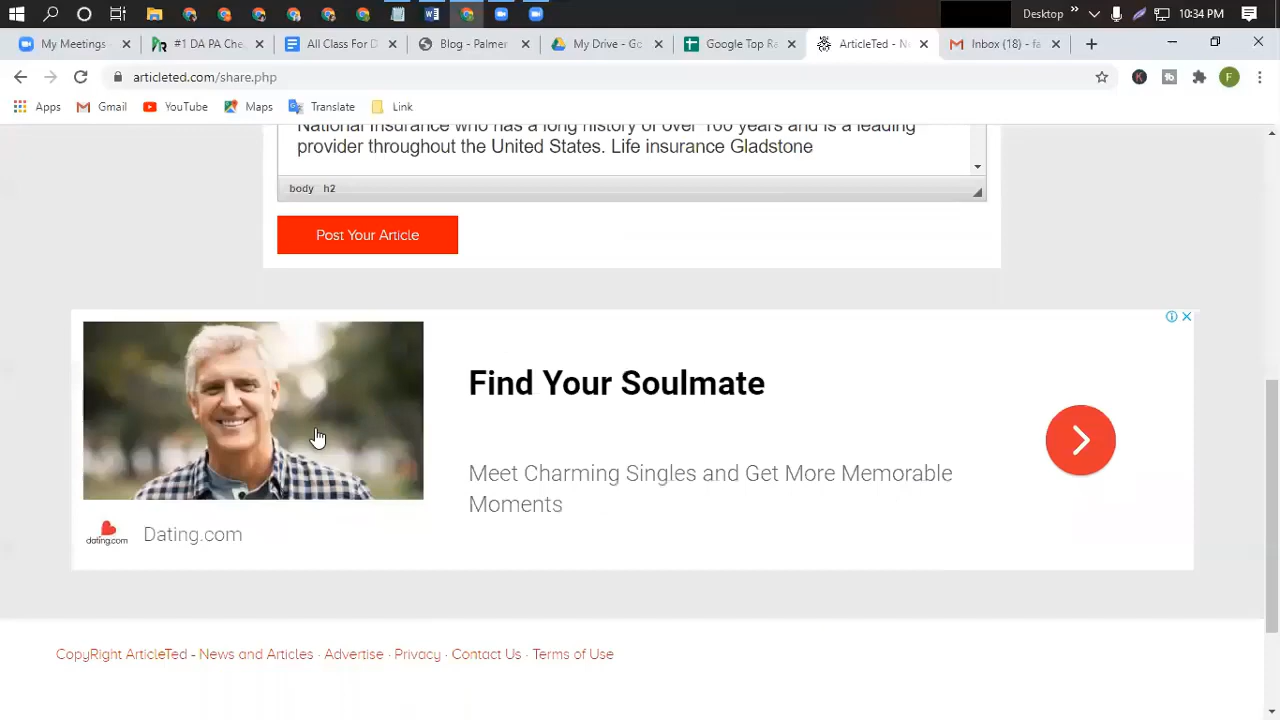 Desktop
10:34 PM
My Meetings
#1 DA PA Che
All Class For D
Blog - Palmer
My Drive - Go
Google Top Ra
ArticleTed - N
Inbox (18) - fa
articleted.com/share.php
F
Apps
Gmail
YouTube
Maps
Translate
Link
National Insurance who has a long history of over 100 years and is a leading
provider throughout the United States. Life insurance Gladstone
body h2
Post Your Article
Find Your Soulmate
Meet Charming Singles and Get More Memorable
Moments
dating.com
Dating.com
CopyRight ArticleTed - News and Articles · Advertise · Privacy · Contact Us · Terms of Use